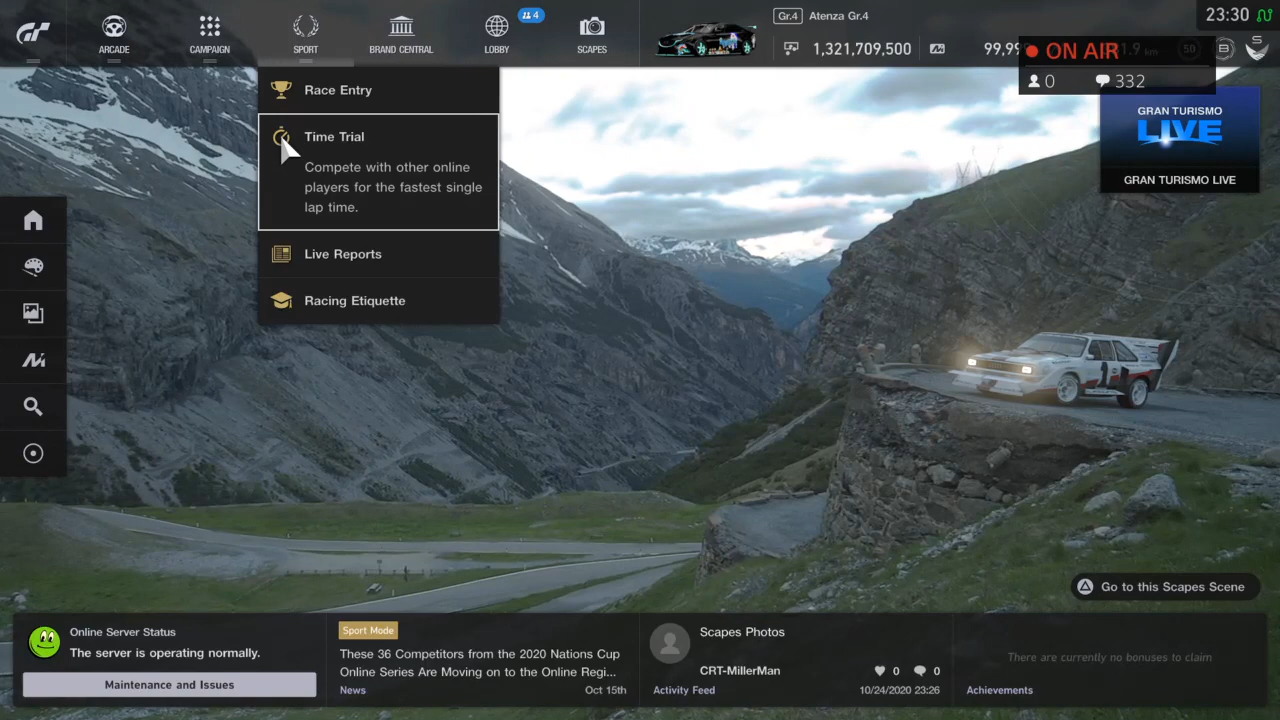 ARCADE
CAMPAIGN
SPORT
BRAND CENTRAL
4
LOBBY
SCAPES
Gr.4 Atenza Gr.4
1,321,709,500
23:30
B
S
ON AIR
0 332
Race Entry
Time Trial
Compete with other online
players for the fastest single
lap time.
Live Reports
Racing Etiquette
GRAN TURISMO
LIVE
GRAN TURISMO LIVE
Go to this Scapes Scene
Online Server Status
The server is operating normally.
Maintenance and Issues
Sport Mode
These 36 Competitors from the 2020 Nations Cup
Online Series Are Moving on to the Online Regi...
News Oct 15th
Scapes Photos
CRT-MillerMan
0 0
Activity Feed 10/24/2020 23:26
There are currently no bonuses to claim
Achievements